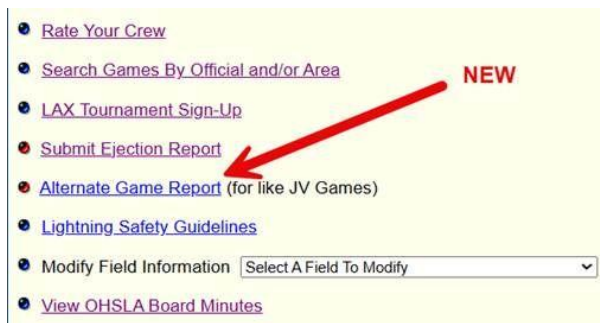 Rate Your Crew
Search Games By Official and/or Area
NEW
LAX Tournament Sign-Up
Submit Ejection Report
Alternate Game Report (for like JV Games)
Lightning Safety Guidelines
Modify Field Information Select A Field To Modify
View OHSLA Board Minutes